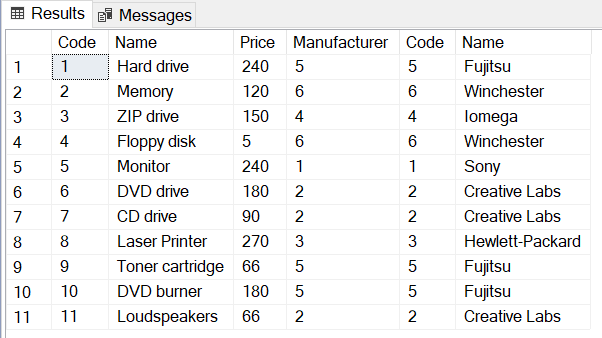 Results Messages
Code Name Price Manufacturer Code Name
1 1 Hard drive 240 5 5 Fujitsu
2 2 Memory 120 6 6 Winchester
3 3 ZIP drive 150 4 4 Iomega
4 4 Floppy disk 5 6 6 Winchester
5 5 Monitor 240 1 1 Sony
6 6 DVD drive 180 2 2 Creative Labs
7 7 CD drive 90 2 2 Creative Labs
8 8 Laser Printer 270 3 3 Hewlett-Packard
9 9 Toner cartridge 66 5 5 Fujitsu
10 10 DVD burner 180 5 5 Fujitsu
11 11 Loudspeakers 66 2 2 Creative Labs